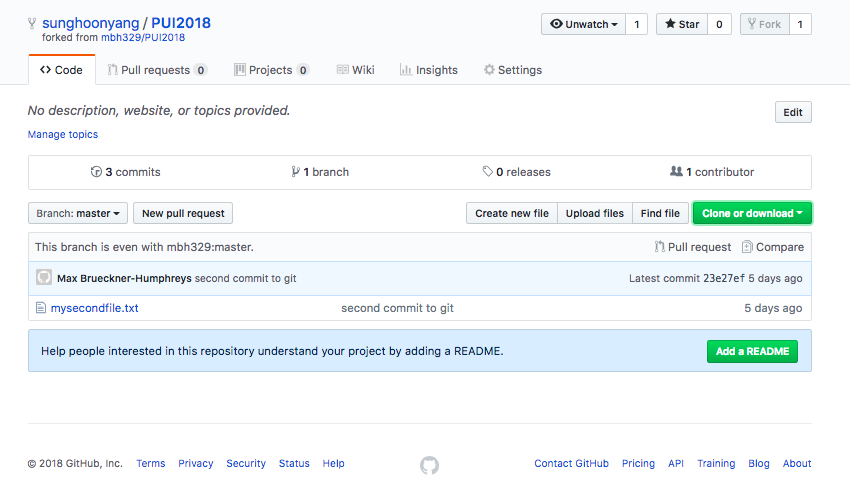 sunghoonyang / PUI2018
forked from mbh329/PUI2018
Unwatch 1 Star 0 Fork 1
Code Pull requests 0 Projects 0 Wiki Insights Settings
No description, website, or topics provided. Edit
Manage topics
3 commits 1 branch 0 releases 1 contributor
Branch: master New pull request Create new file Upload files Find file Clone or download
This branch is even with mbh329:master. Pull request Compare
Max Brueckner-Humphreys second commit to git Latest commit 23e27ef 5 days ago
mysecondfile.txt second commit to git 5 days ago
Help people interested in this repository understand your project by adding a README. Add a README
© 2018 GitHub, Inc. Terms Privacy Security Status Help Contact GitHub Pricing API Training Blog About